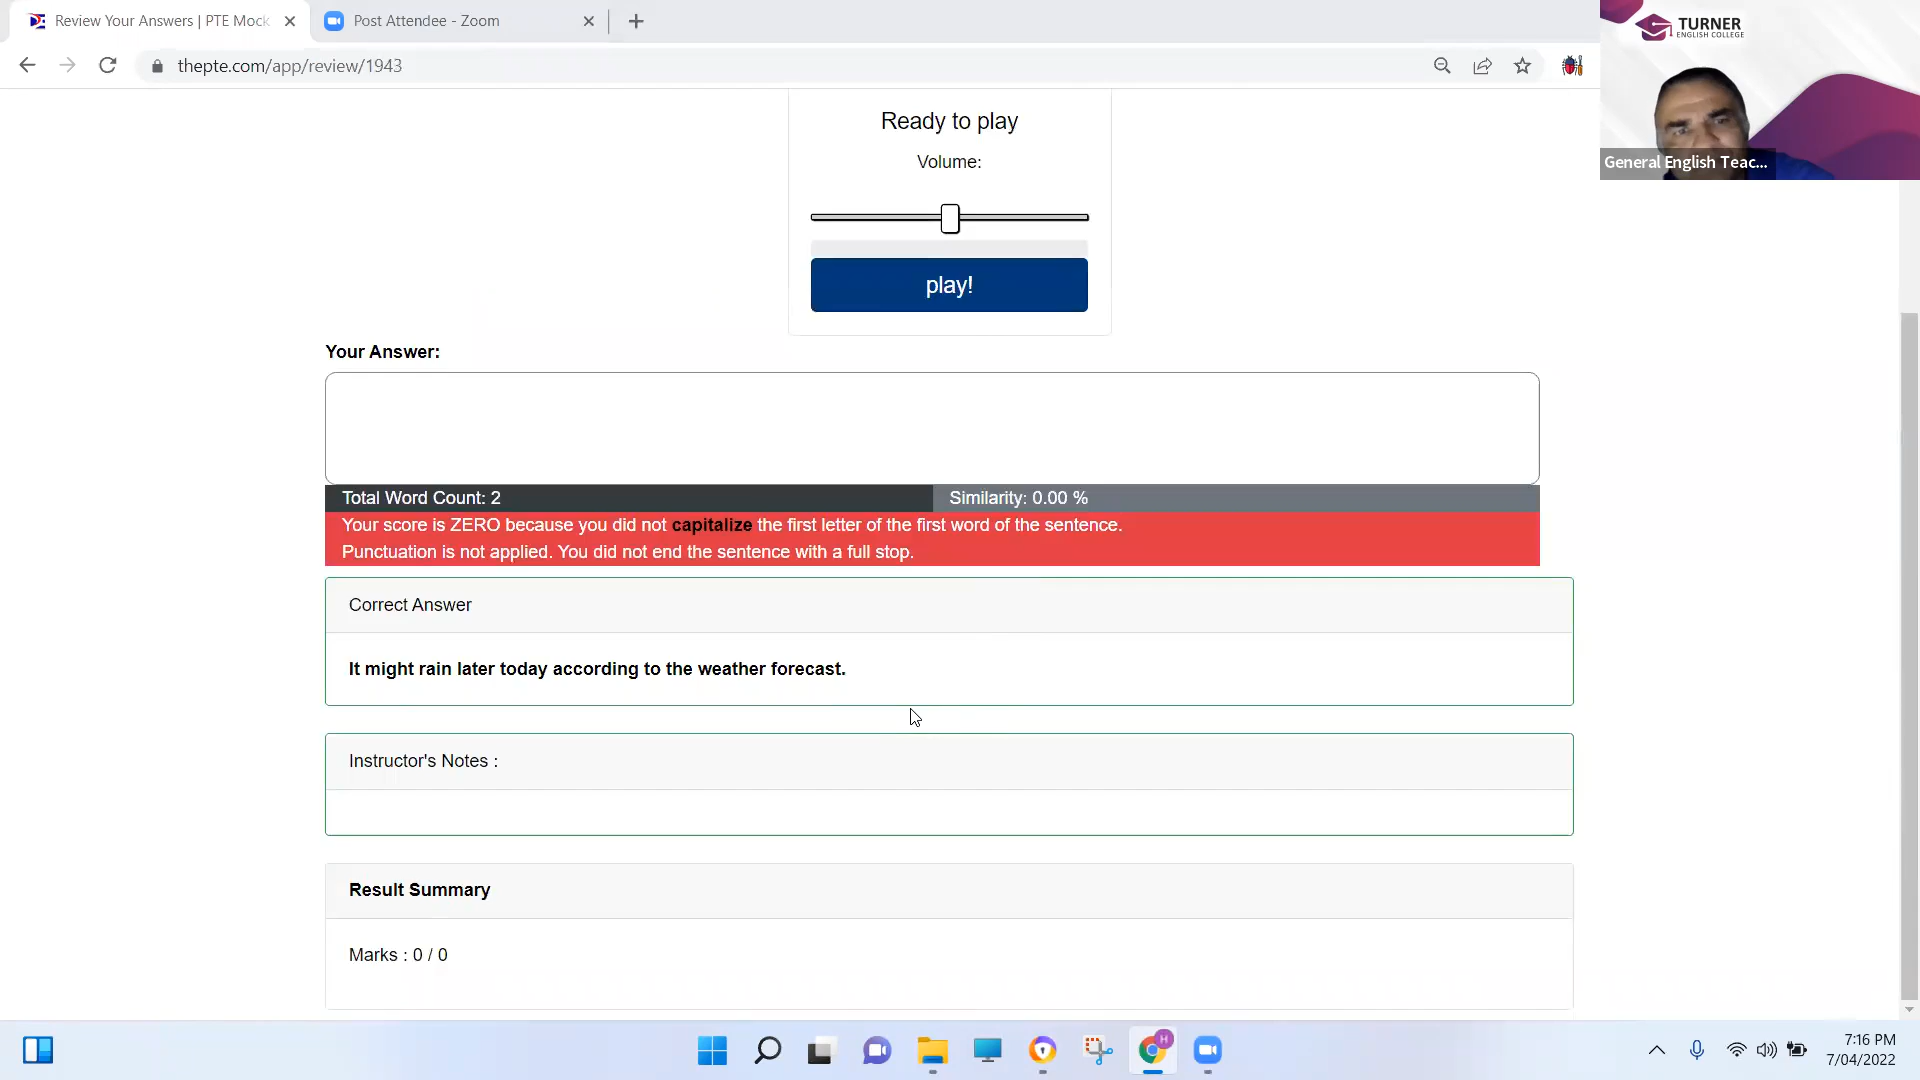 Review Your Answers | PTE Mock
Post Attendee - Zoom
thepte.com/app/review/1943
TURNER
ENGLISH COLLEGE
General English Teac...
Ready to play
Volume:
play!
Your Answer:
Total Word Count: 2
Similarity: 0.00 %
Your score is ZERO because you did not capitalize the first letter of the first word of the sentence.
Punctuation is not applied. You did not end the sentence with a full stop.
Correct Answer
It might rain later today according to the weather forecast.
Instructor's Notes :
Result Summary
Marks : 0 / 0
H
7:16 PM
7/04/2022